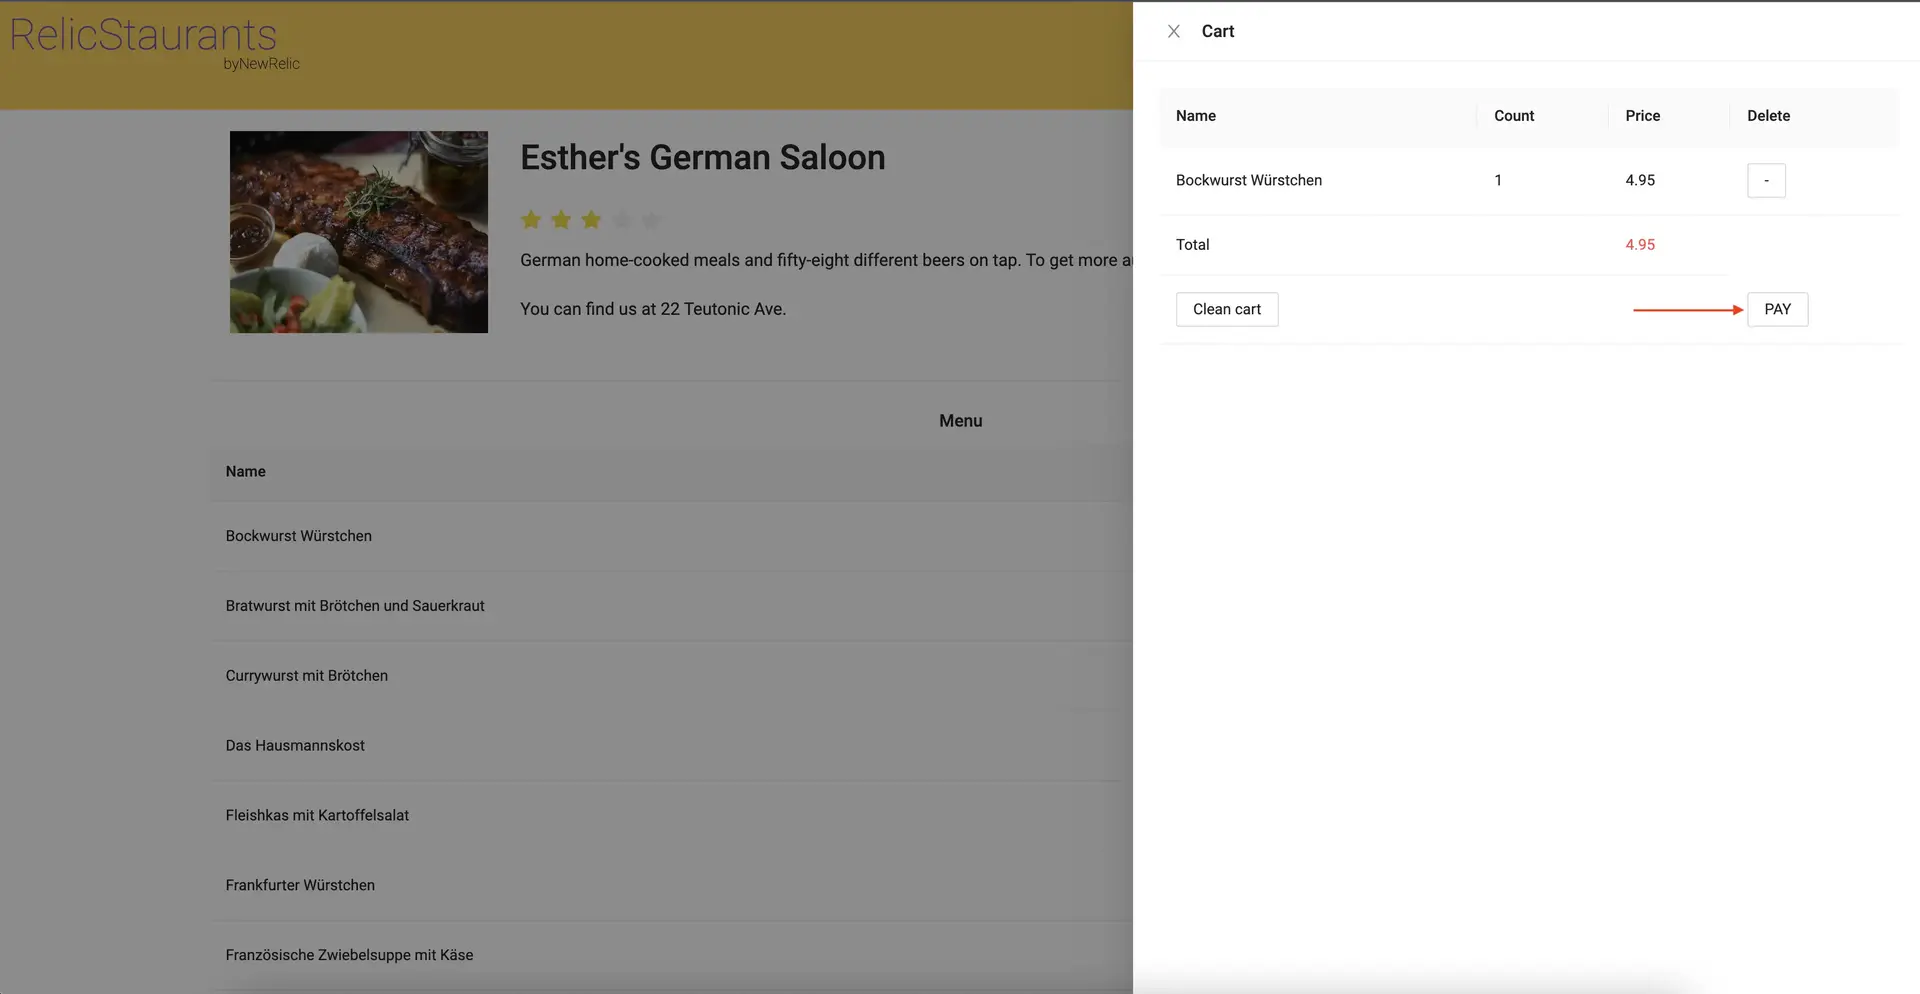 RelicStaurants
byNewRelic
Esther's German Saloon
German home-cooked meals and fifty-eight different beers on tap. To get more
You can find us at 22 Teutonic Ave.
Menu
Name
Bockwurst Würstchen
Bratwurst mit Brötchen und Sauerkraut
Currywurst mit Brötchen
Das Hausmannskost
Fleishkas mit Kartoffelsalat
Frankfurter Würstchen
Französische Zwiebelsuppe mit Käse
Cart
Name Count Price Delete
Bockwurst Würstchen 1 4.95 -
Total 4.95
Clean cart PAY